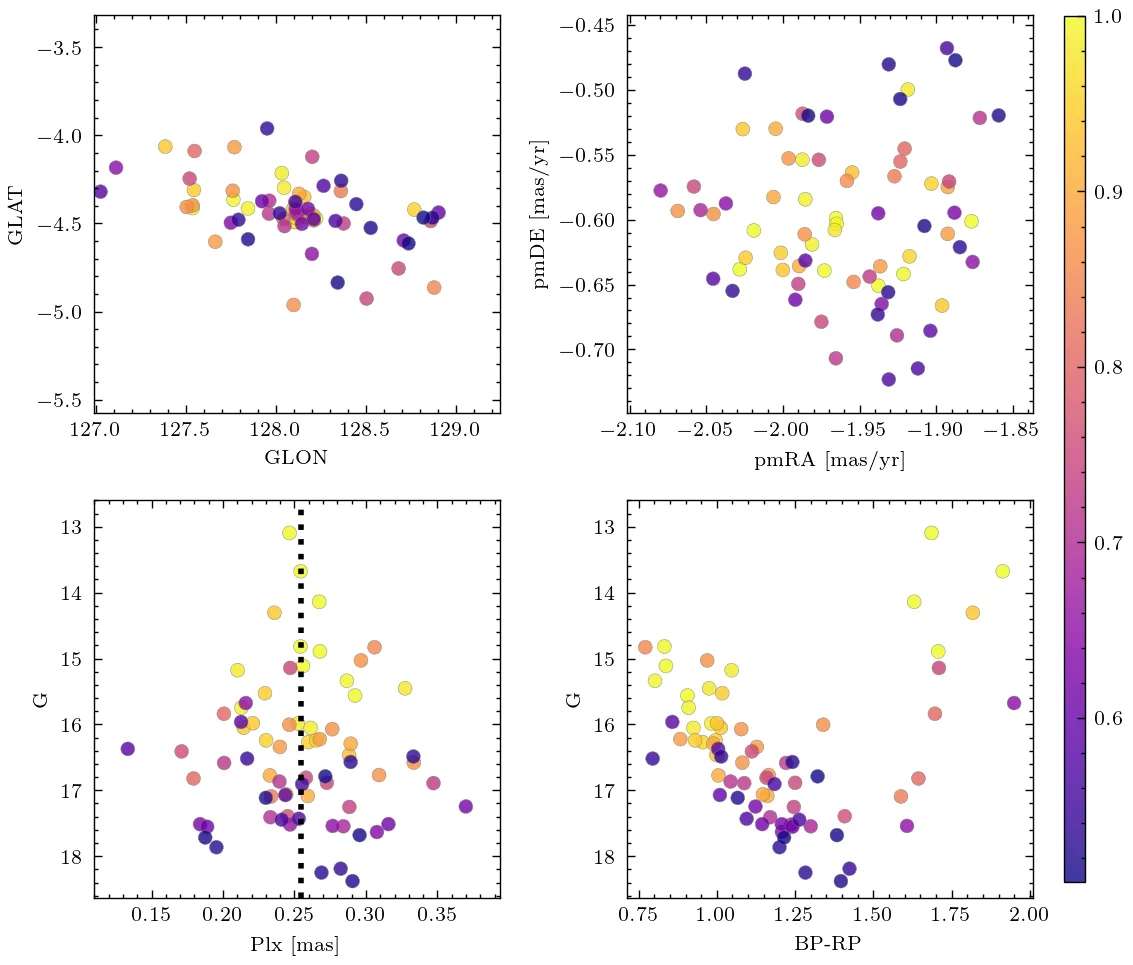 −3.5
−4.0
−4.5
−5.0
−5.5
GLAT
127.0 127.5 128.0 128.5 129.0
GLON
−0.45
−0.50
−0.55
−0.60
−0.65
−0.70
pmDE [mas/yr]
−2.10 −2.05 −2.00 −1.95 −1.90 −1.85
pmRA [mas/yr]
1.0
0.9
0.8
0.7
0.6
13
14
15
16
17
18
G
0.15 0.20 0.25 0.30 0.35
Plx [mas]
13
14
15
16
17
18
G
0.75 1.00 1.25 1.50 1.75 2.00
BP-RP